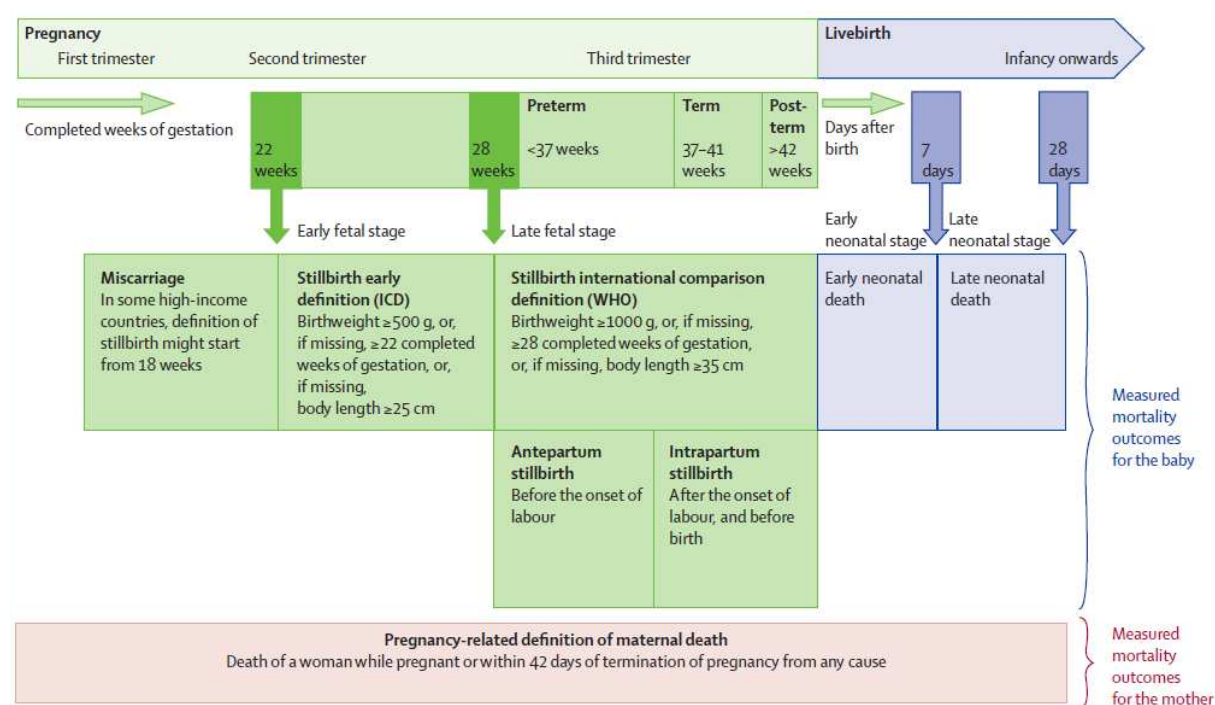 Pregnancy
First trimester
Second trimester
Third trimester
Livebirth
Infancy onwards
Completed weeks of gestation
22
weeks
28
weeks
Preterm
<37 weeks
Term
37–41
weeks
Post-
term
>42
weeks
Days after
birth
7
days
28
days
Early fetal stage
Late fetal stage
Early
neonatal stage
Late
neonatal stage
Miscarriage
In some high-income
countries, definition of
stillbirth might start
from 18 weeks
Stillbirth early
definition (ICD)
Birthweight ≥500 g, or,
if missing, ≥22 completed
weeks of gestation, or,
if missing,
body length ≥25 cm
Stillbirth international comparison
definition (WHO)
Birthweight ≥1000 g, or, if missing,
≥28 completed weeks of gestation,
or, if missing, body length ≥35 cm
Early neonatal
death
Late neonatal
death
Antepartum
stillbirth
Before the onset of
labour
Intrapartum
stillbirth
After the onset of
labour, and before
birth
Measured
mortality
outcomes
for the baby
Pregnancy-related definition of maternal death
Death of a woman while pregnant or within 42 days of termination of pregnancy from any cause
Measured
mortality
outcomes
for the mother